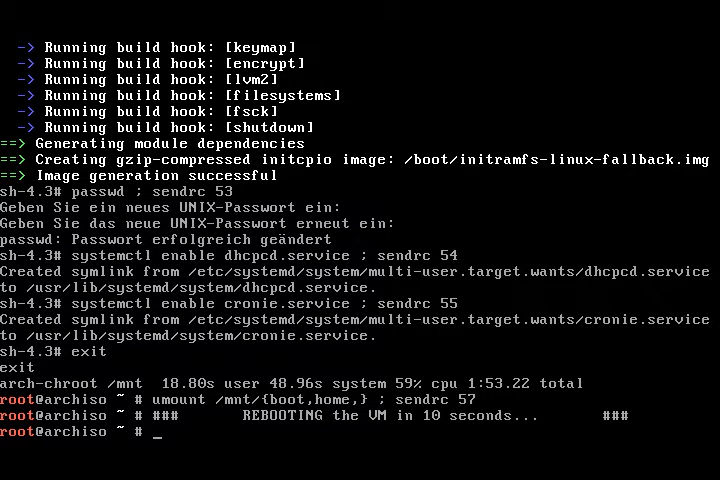 -> Running build hook: [keymap]
-> Running build hook: [encrypt]
-> Running build hook: [lvm2]
-> Running build hook: [filesystems]
-> Running build hook: [fsck]
-> Running build hook: [shutdown]
==> Generating module dependencies
==> Creating gzip-compressed initcpio image: /boot/initramfs-linux-fallback.img
==> Image generation successful
sh-4.3# passwd ; sendrc 53
Geben Sie ein neues UNIX-Passwort ein:
Geben Sie das neue UNIX-Passwort erneut ein:
passwd: Passwort erfolgreich geändert
sh-4.3# systemctl enable dhcpcd.service ; sendrc 54
Created symlink from /etc/systemd/system/multi-user.target.wants/dhcpcd.service
to /usr/lib/systemd/system/dhcpcd.service.
sh-4.3# systemctl enable cronie.service ; sendrc 55
Created symlink from /etc/systemd/system/multi-user.target.wants/cronie.service
to /usr/lib/systemd/system/cronie.service.
sh-4.3# exit
exit
arch-chroot /mnt  18.80s user 48.96s system 59% cpu 1:53.22 total
root@archiso ~ # umount /mnt/{boot,home,} ; sendrc 57
root@archiso ~ # ###       REBOOTING the VM in 10 seconds...       ###
root@archiso ~ # _